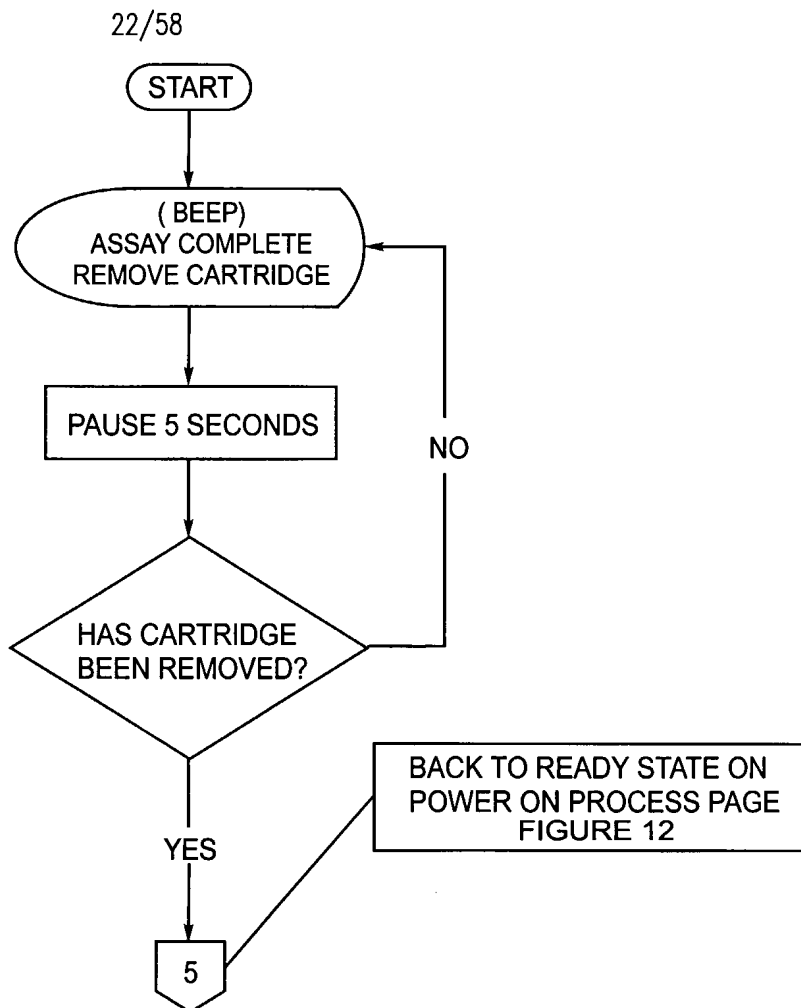 22/58
START
( BEEP)
ASSAY COMPLETE
REMOVE CARTRIDGE
PAUSE 5 SECONDS
NO
HAS CARTRIDGE
BEEN REMOVED?
BACK TO READY STATE ON
POWER ON PROCESS PAGE
FIGURE 12
YES
5